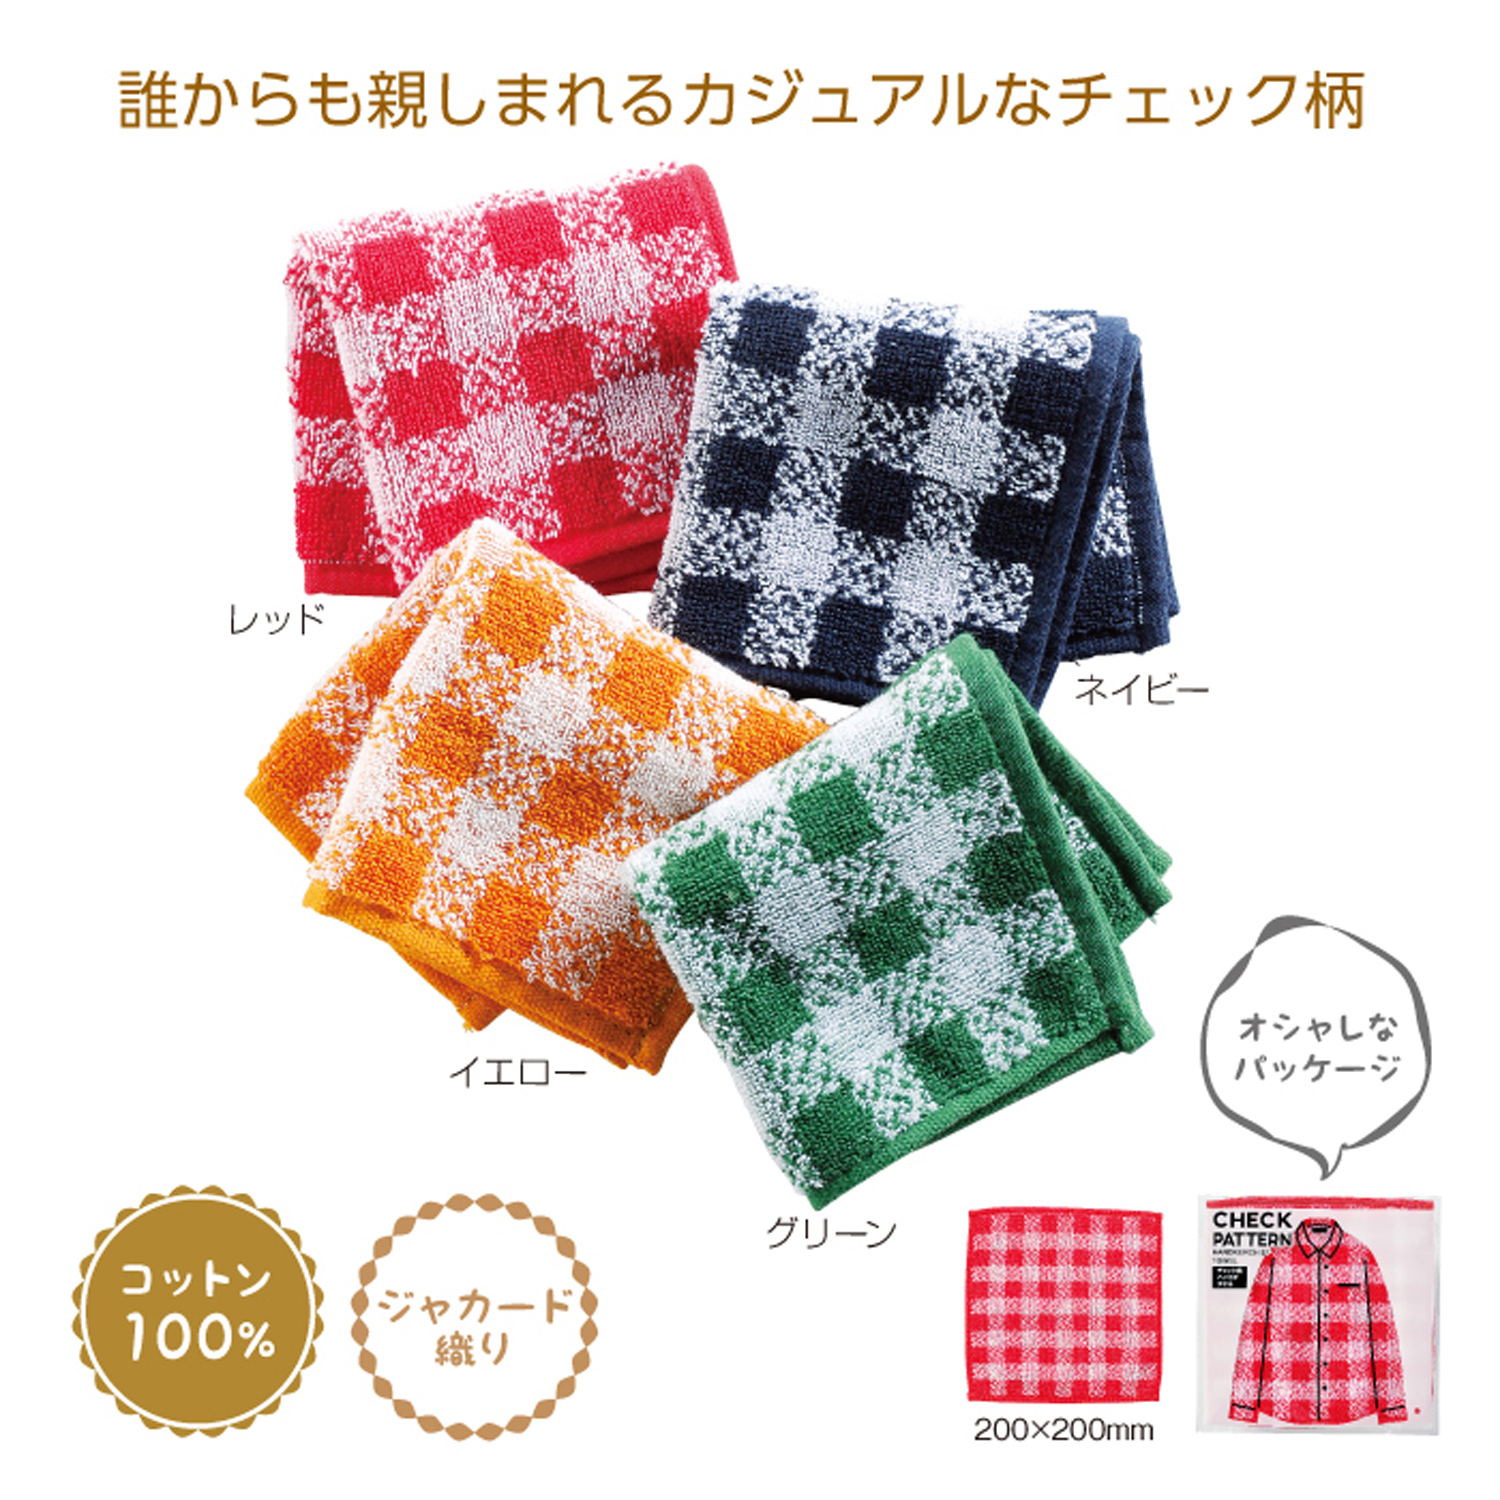 誰からも親しまれるカジュアルなチェック柄
レッド
ネイビー
イエロー
グリーン
オシャレな
パッケージ
コットン
100%
ジャカード
織り
200×200mm
CHECK
PATTERN